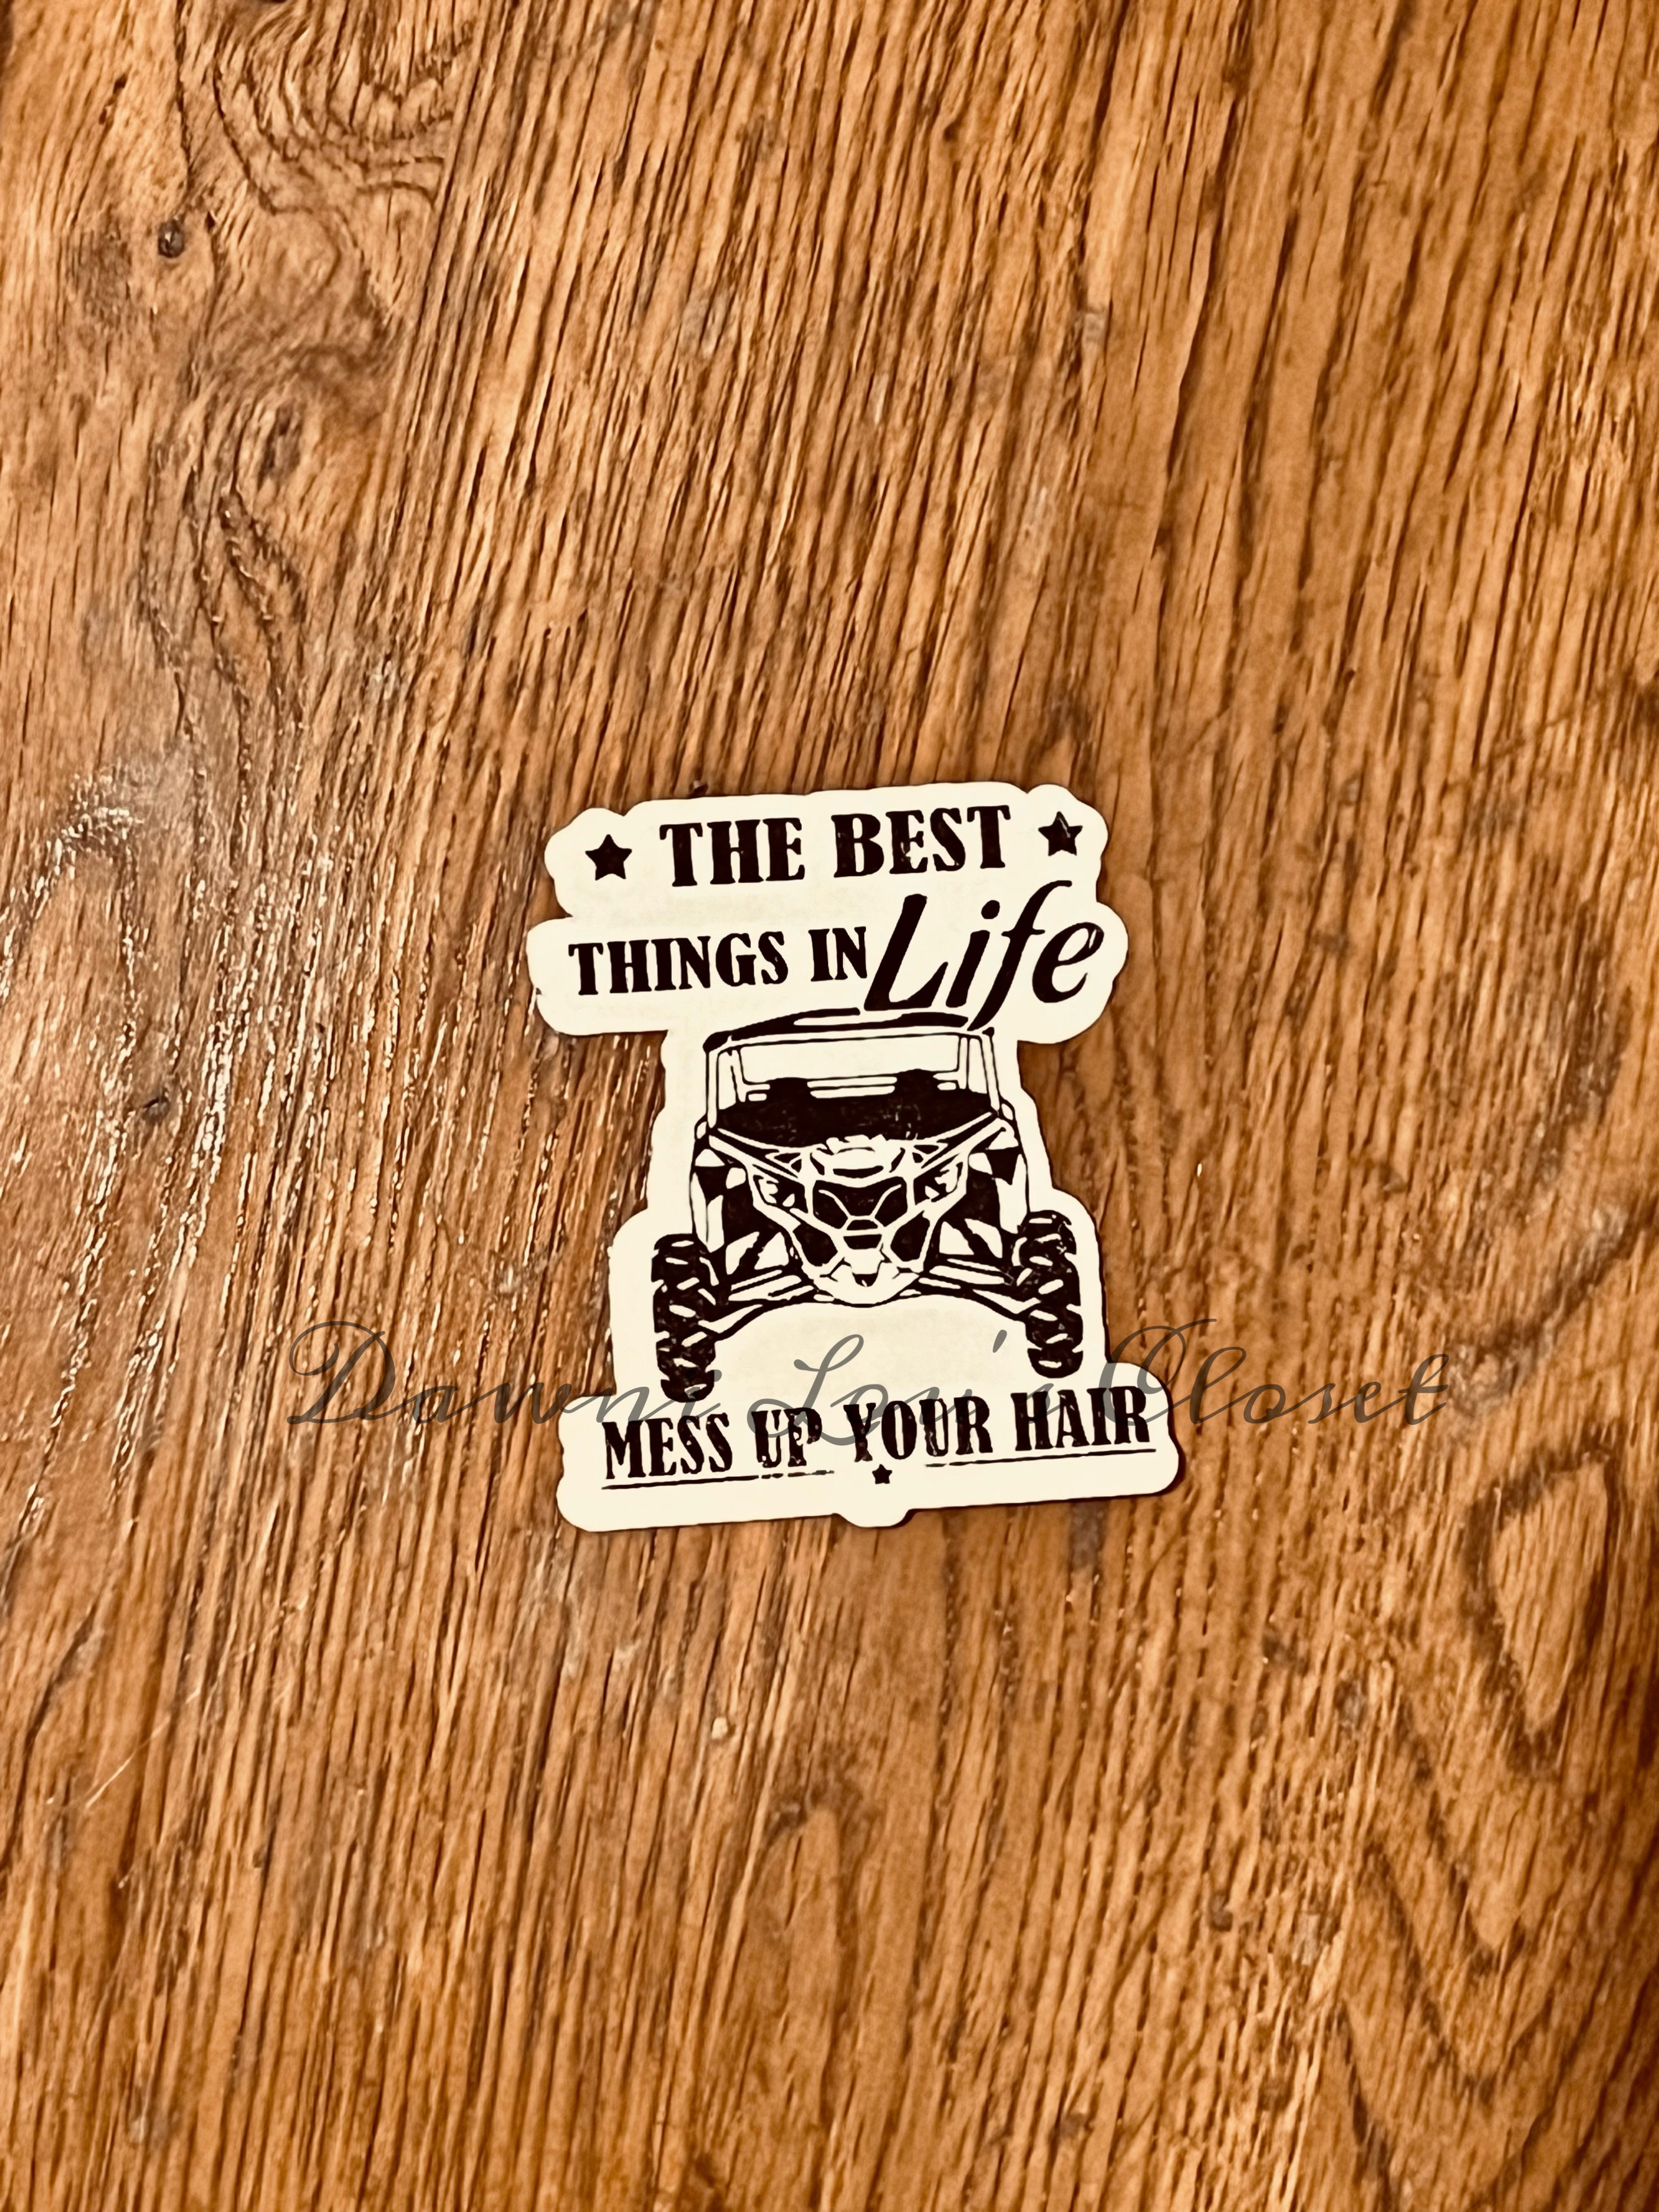 THE BEST
THINGS IN Life
MESS UP YOUR HAIR
Dawni Lou's Closet